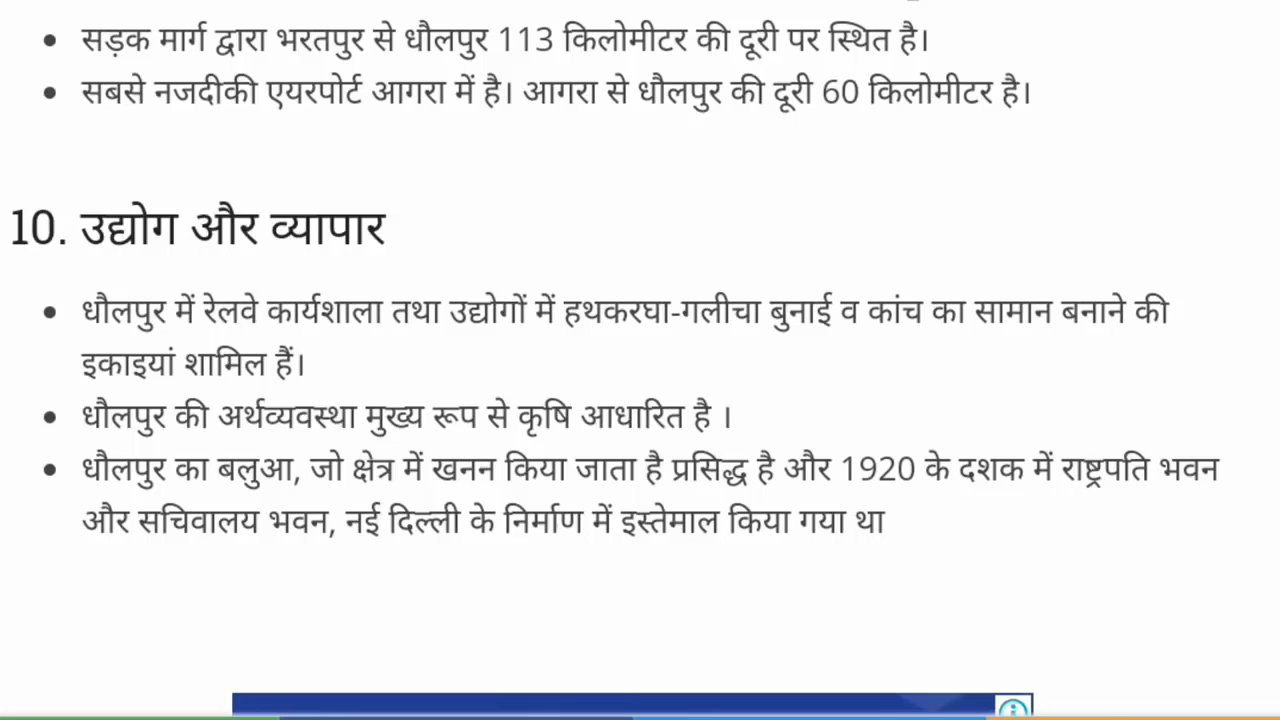 सड़क मार्ग द्वारा भरतपुर से धौलपुर 113 किलोमीटर की दूरी पर स्थित है।
सबसे नजदीकी एयरपोर्ट आगरा में है। आगरा से धौलपुर की दूरी 60 किलोमीटर है।
10. उद्योग और व्यापार
धौलपुर में रेलवे कार्यशाला तथा उद्योगों में हथकरघा-गलीचा बुनाई व कांच का सामान बनाने की
इकाइयां शामिल हैं।
धौलपुर की अर्थव्यवस्था मुख्य रूप से कृषि आधारित है ।
धौलपुर का बलुआ, जो क्षेत्र में खनन किया जाता है प्रसिद्ध है और 1920 के दशक में राष्ट्रपति भवन
और सचिवालय भवन, नई दिल्ली के निर्माण में इस्तेमाल किया गया था